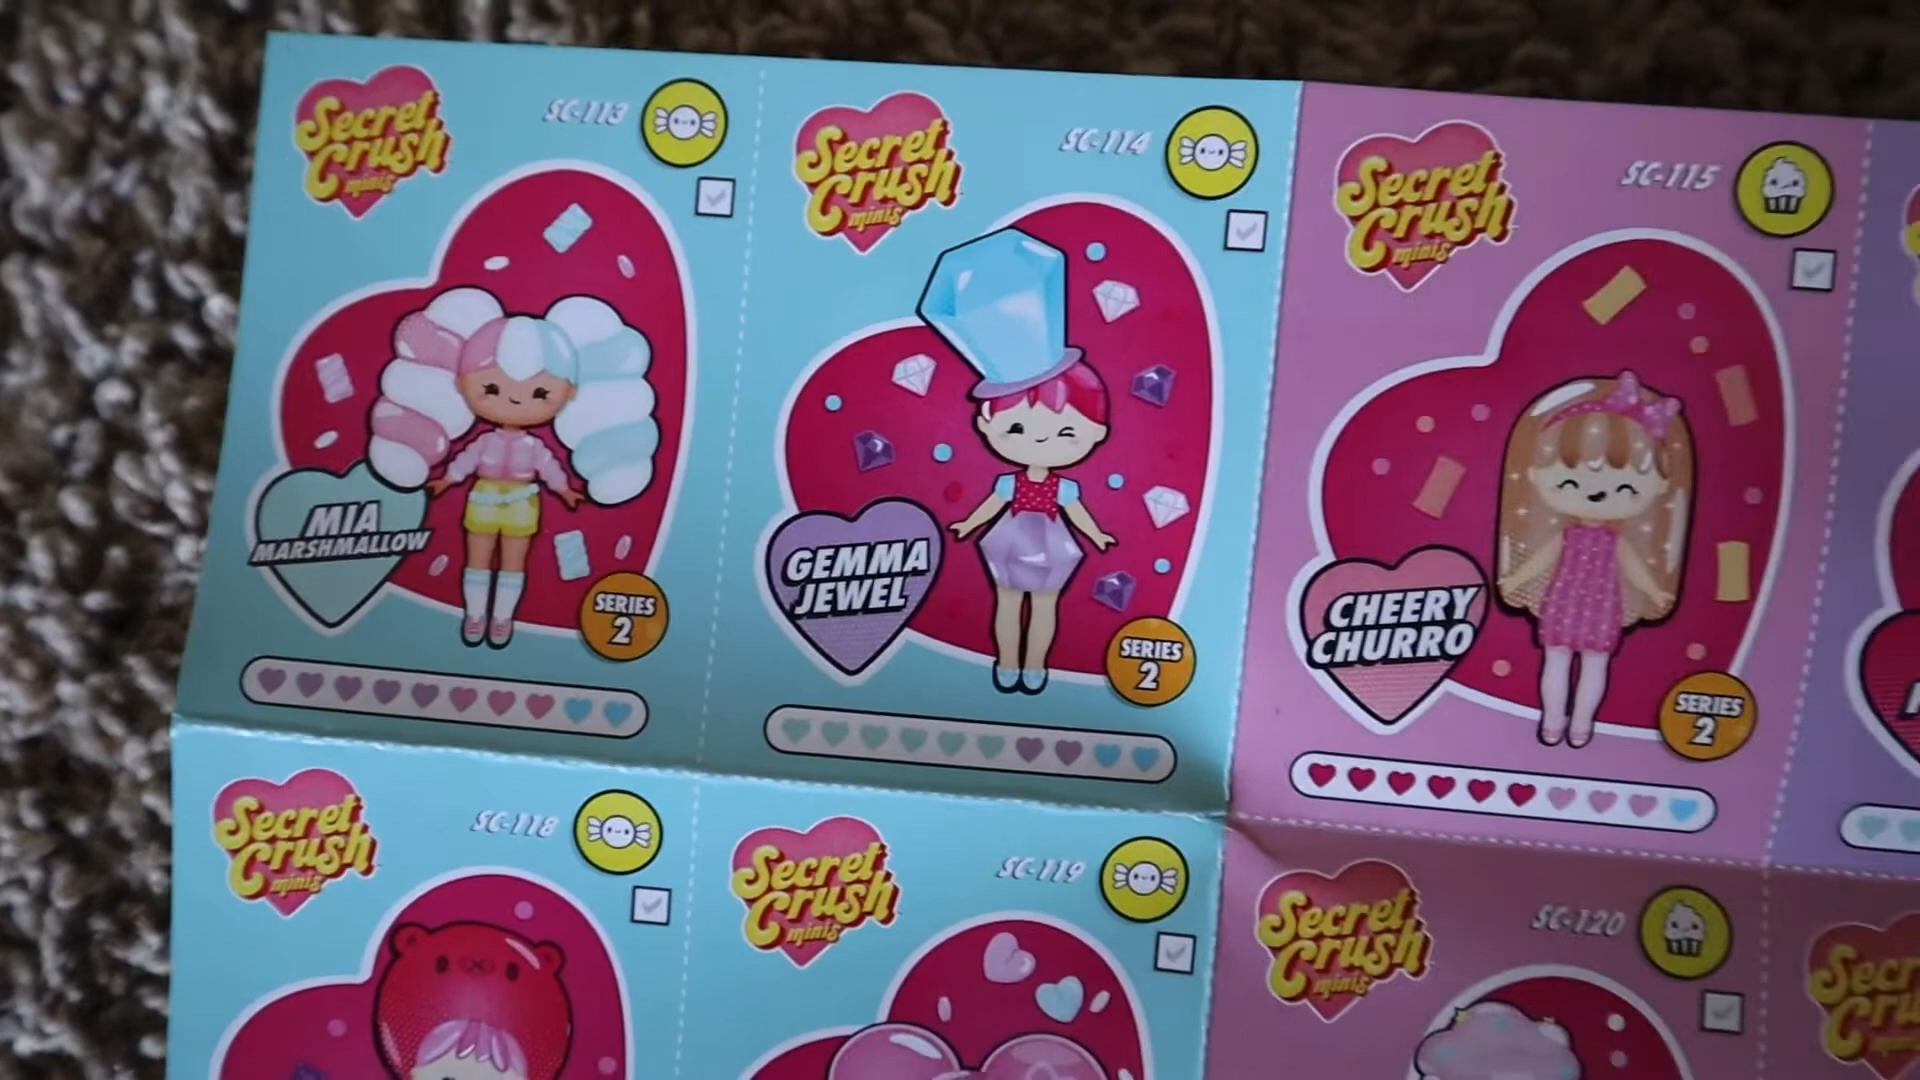 Secret
Crush
minis
SC-113
MIA
MARSHMALLOW
SERIES
2
Secret
Crush
minis
SC-114
GEMMA
JEWEL
SERIES
2
Secret
Crush
minis
SC-115
CHEERY
CHURRO
SERIES
2
Secret
Crush
minis
SC-118
Secret
Crush
minis
SC-119
Secret
Crush
minis
SC-120